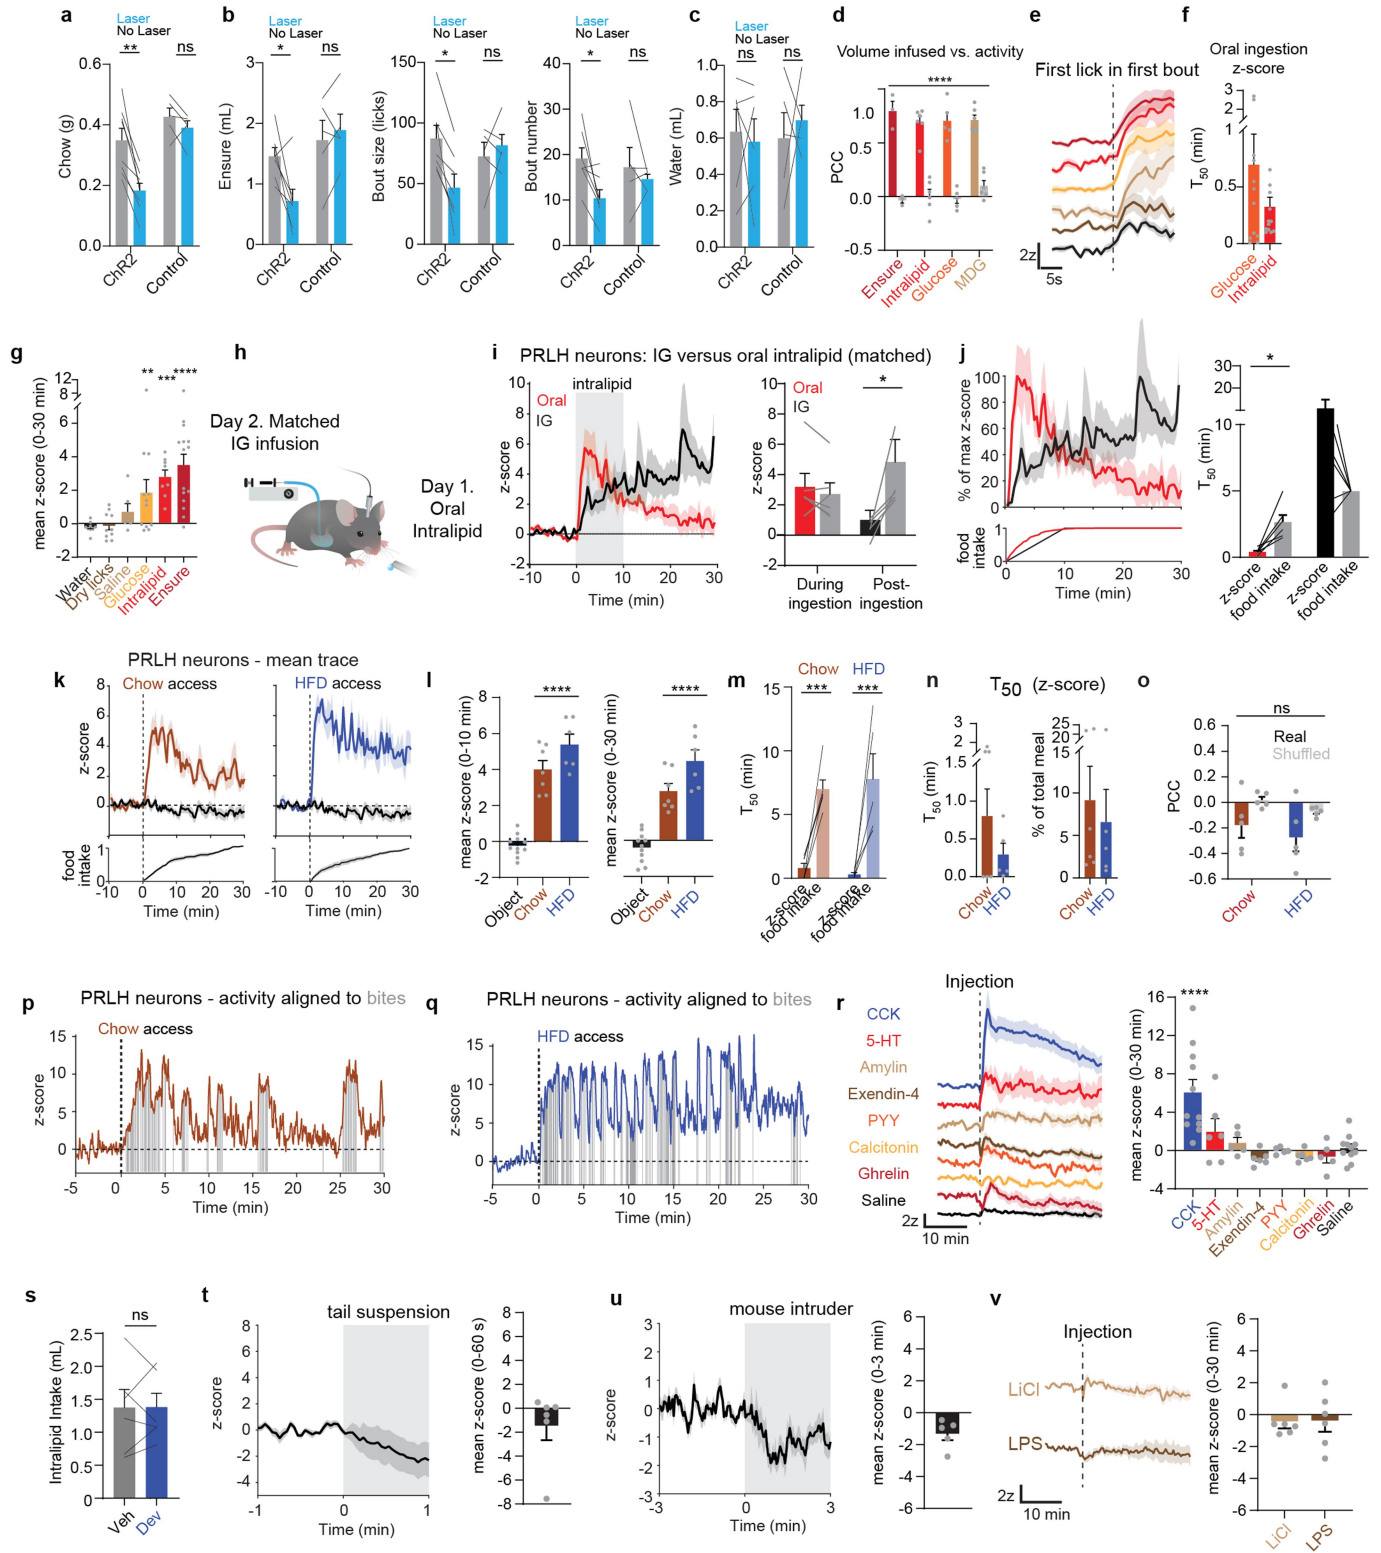 a
Laser
No Laser
**
ns
Chow (g)
0.6
0.4
0.2
0.0
ChR2
Control
b
Laser
No Laser
*
ns
Ensure (mL)
3
2
1
0
ChR2
Control
Laser
No Laser
*
ns
Bout size (licks)
150
100
50
0
ChR2
Control
Laser
No Laser
*
ns
Bout number
40
30
20
10
0
ChR2
Control
c
Laser
No Laser
ns
ns
Water (mL)
1.0
0.8
0.6
0.4
0.2
0.0
ChR2
Control
d
Volume infused vs. activity
****
PCC
1.0
0.5
0.0
-0.5
Ensure
Intralipid
Glucose
MDG
e
First lick in first bout
2z
5s
f
Oral ingestion
z-score
T50 (min)
3
2
1
0.5
0
Glucose
Intralipid
g
mean z-score (0-30 min)
12
8
6
4
2
0
-2
**
***
****
Water
Dry licks
Saline
Glucose
Intralipid
Ensure
h
Day 2. Matched
IG infusion
Day 1.
Oral
Intralipid
i
PRLH neurons: IG versus oral intralipid (matched)
intralipid
Oral
IG
z-score
10
8
6
4
2
0
-2
-10
0
10
20
30
Time (min)
Oral
IG
*
z-score
10
8
6
4
2
0
-2
During
ingestion
Post-
ingestion
j
% of max z-score
100
80
60
40
20
0
food
intake
1
0
0
10
20
30
Time (min)
*
T50 (min)
30
20
10
5
0
z-score
food intake
z-score
food intake
k
PRLH neurons - mean trace
Chow access
HFD access
z-score
8
6
4
2
0
food
intake
1
0
-10
0
10
20
30
Time (min)
-10
0
10
20
30
Time (min)
l
****
mean z-score (0-10 min)
8
6
4
2
0
-2
Object
Chow
HFD
****
mean z-score (0-30 min)
Object
Chow
HFD
m
Chow
HFD
***
***
T50 (min)
15
10
5
0
z-score
food intake
z-score
food intake
n
T50 (z-score)
T50 (min)
3
2
1.5
1.0
0.5
0.0
Chow
HFD
% of total meal
25
20
15
10
5
0
Chow
HFD
o
ns
Real
Shuffled
PCC
0.6
0.4
0.2
0.0
-0.2
-0.4
-0.6
Chow
HFD
p
PRLH neurons - activity aligned to bites
Chow access
z-score
15
10
5
0
-5
0
5
10
15
20
25
30
Time (min)
q
PRLH neurons - activity aligned to bites
HFD access
z-score
15
10
5
0
-5
0
5
10
15
20
25
30
Time (min)
r
Injection
CCK
5-HT
Amylin
Exendin-4
PYY
Calcitonin
Ghrelin
Saline
2z
10 min
****
mean z-score (0-30 min)
16
12
8
4
0
-4
CCK
5-HT
Amylin
Exendin-4
PYY
Calcitonin
Ghrelin
Saline
s
ns
Intralipid Intake (mL)
2.5
2.0
1.5
1.0
0.5
0
Veh
Dev
t
tail suspension
z-score
8
6
4
2
0
-2
-4
-1
0
1
Time (min)
mean z-score (0-60 s)
8
6
4
2
0
-2
-4
-6
-8
u
mouse intruder
z-score
3
2
1
0
-1
-2
-3
-3
0
3
Time (min)
mean z-score (0-3 min)
6
4
2
0
-2
-4
-6
v
Injection
LiCl
LPS
2z
10 min
mean z-score (0-30 min)
6
4
2
0
-2
-4
-6
LiCl
LPS